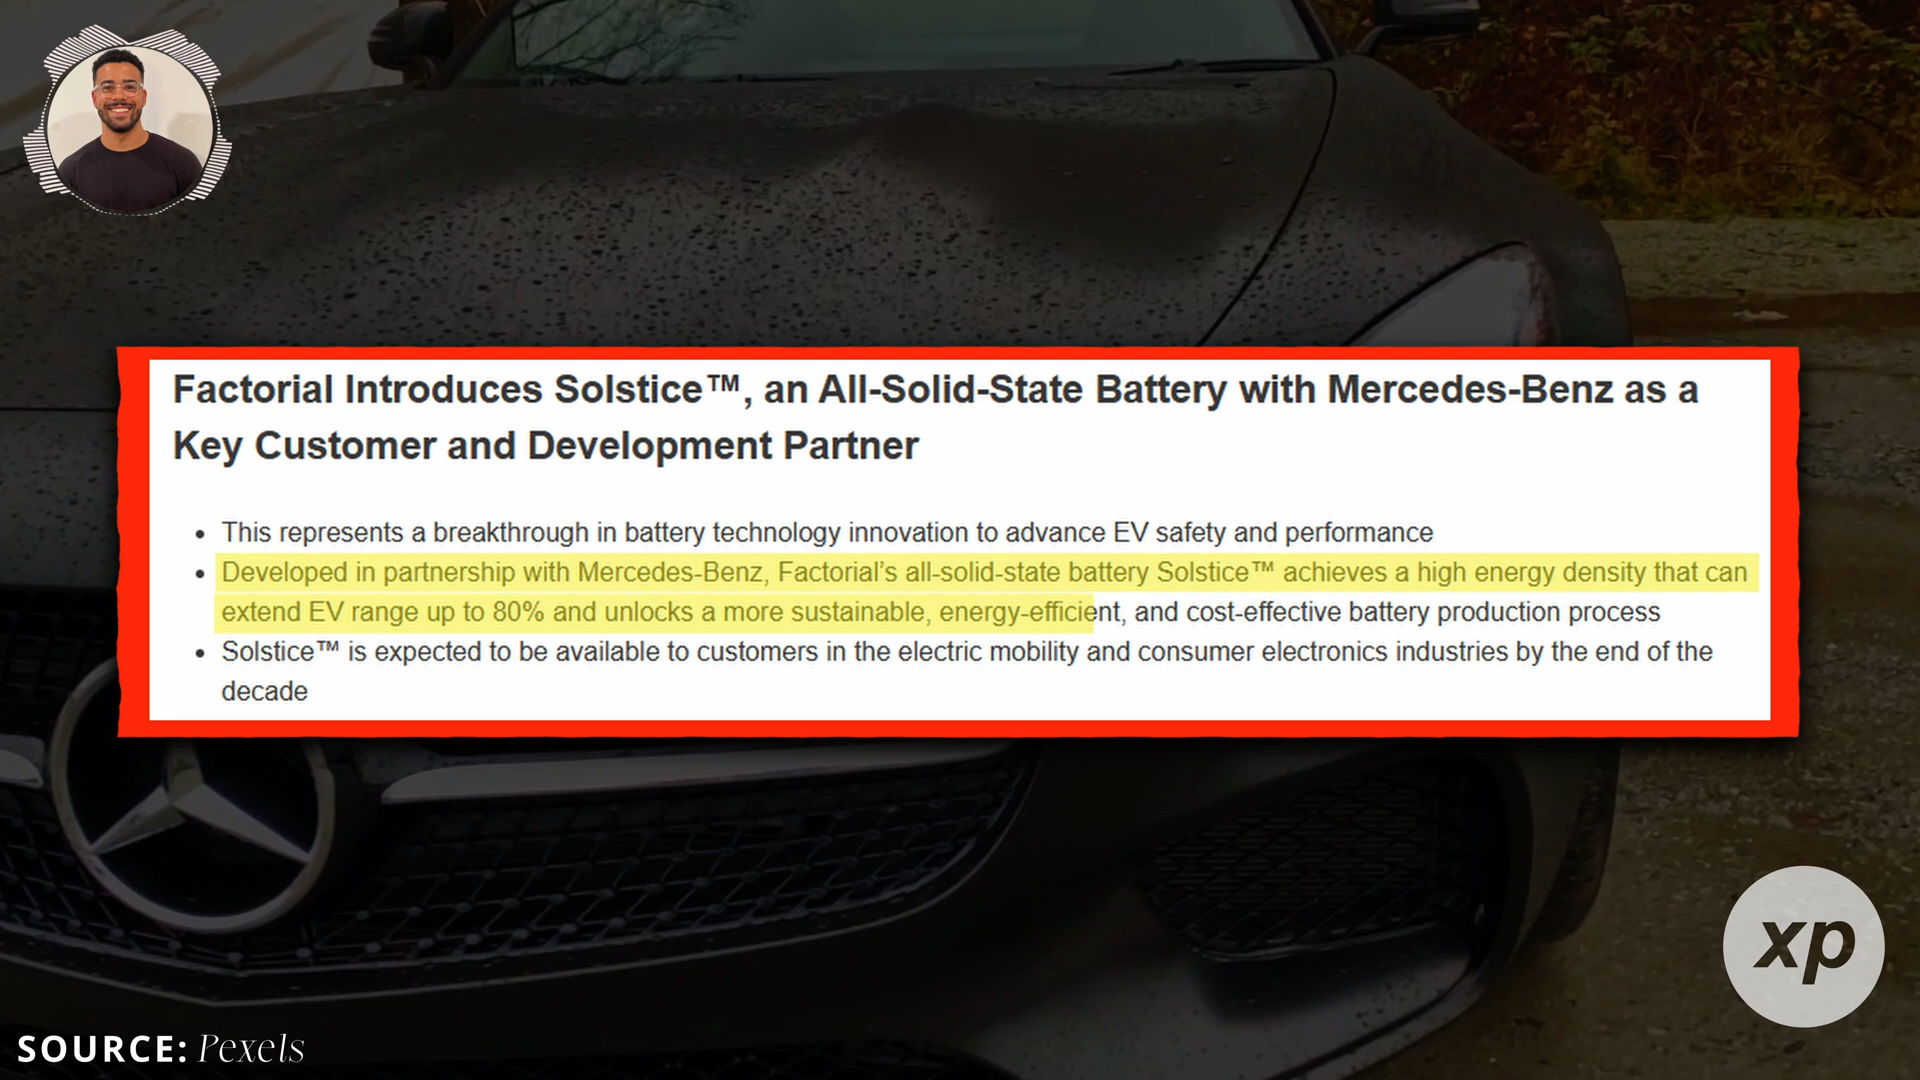 Factorial Introduces Solstice™, an All-Solid-State Battery with Mercedes-Benz as a
Key Customer and Development Partner
• This represents a breakthrough in battery technology innovation to advance EV safety and performance
• Developed in partnership with Mercedes-Benz, Factorial’s all-solid-state battery Solstice™ achieves a high energy density that can
extend EV range up to 80% and unlocks a more sustainable, energy-efficient, and cost-effective battery production process
• Solstice™ is expected to be available to customers in the electric mobility and consumer electronics industries by the end of the
decade
xp
SOURCE: Pexels